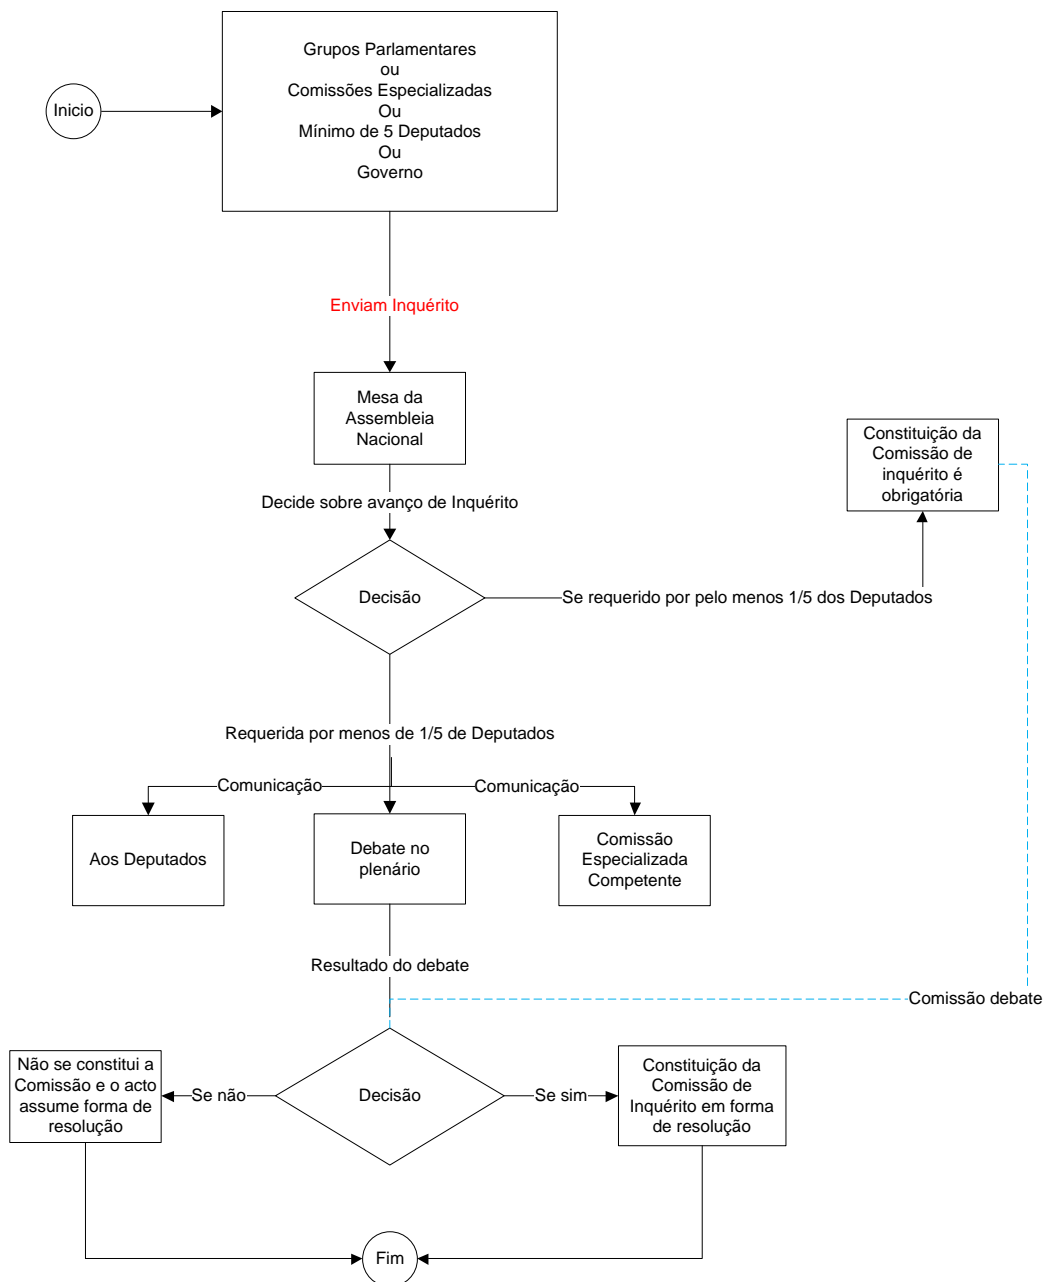 Grupos Parlamentares
ou
Comissões Especializadas
Ou
Mínimo de 5 Deputados
Ou
Governo
Inicio
Enviam Inquérito
Mesa da
Assembleia
Nacional
Constituição da
Comissão de
inquérito é
obrigatória
Decide sobre avanço de Inquérito
Decisão
Se requerido por pelo menos 1/5 dos Deputados
Requerida por menos de 1/5 de Deputados
Comunicação
Comunicação
Aos Deputados
Debate no
plenário
Comissão
Especializada
Competente
Resultado do debate
Comissão debate
Não se constitui a
Comissão e o acto
assume forma de
resolução
Se não
Decisão
Se sim
Constituição da
Comissão de
Inquérito em forma
de resolução
Fim